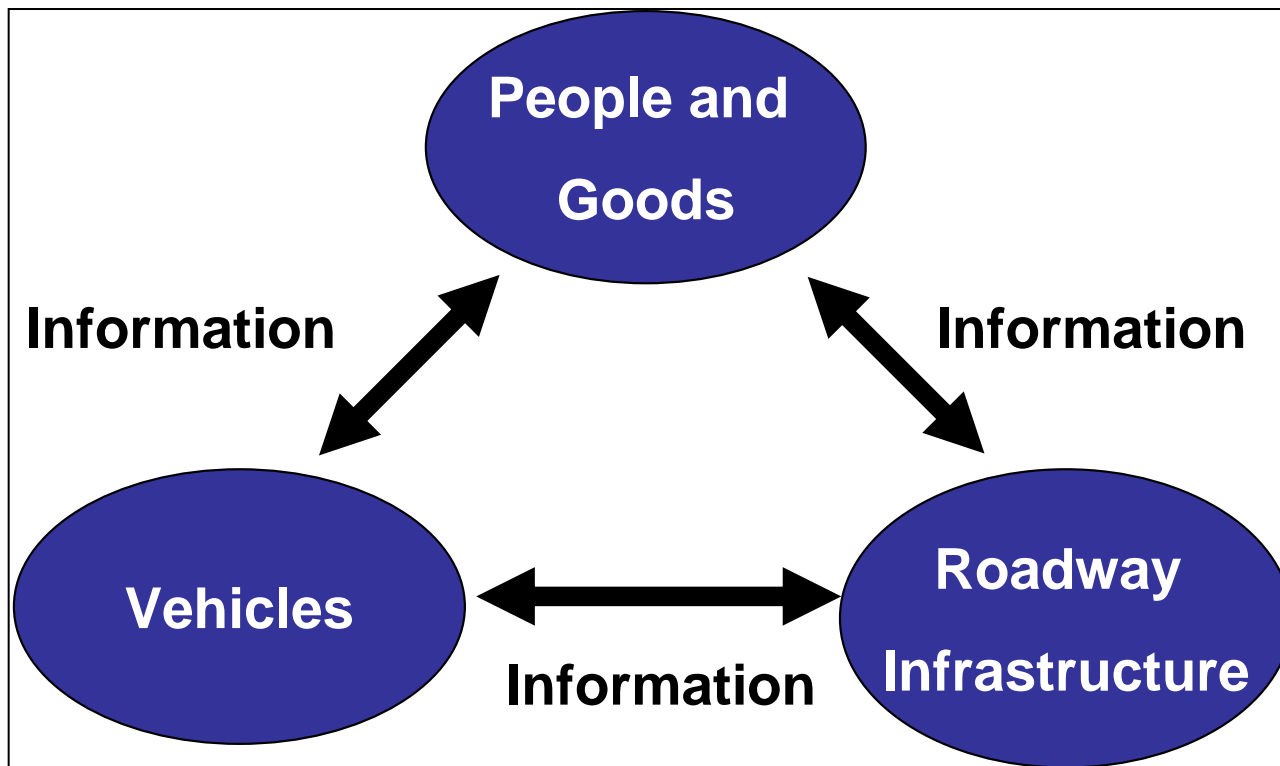 People and
Goods
Information
Information
Vehicles
Roadway
Infrastructure
Information